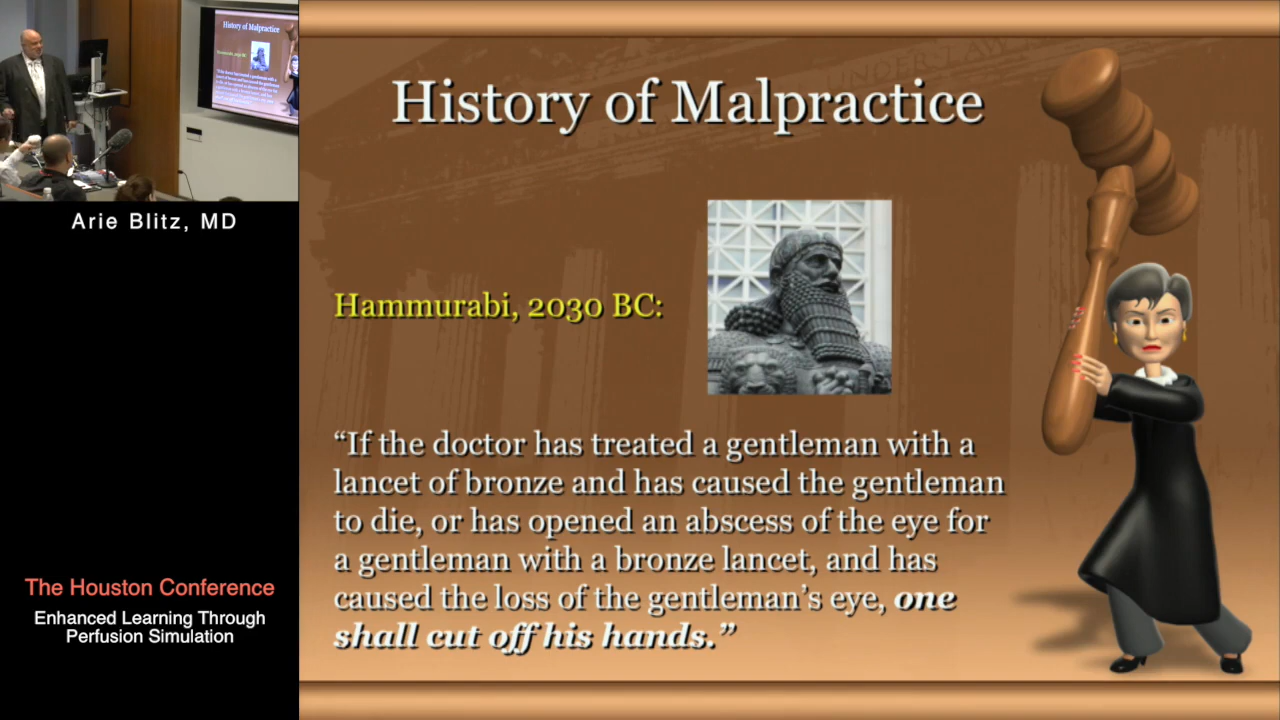 History of Malpractice
Arie Blitz, MD
Hammurabi, 2030 BC:
“If the doctor has treated a gentleman with a
lancet of bronze and has caused the gentleman
to die, or has opened an abscess of the eye for
a gentleman with a bronze lancet, and has
caused the loss of the gentleman’s eye, one
shall cut off his hands.”
The Houston Conference
Enhanced Learning Through
Perfusion Simulation
History of Malpractice